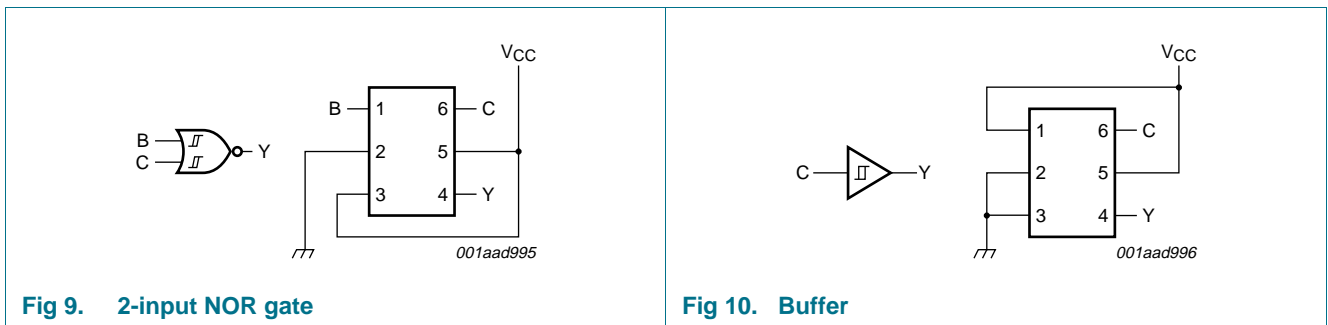 VCC
B 1 6 C
B Y
C
2 5
3 4 Y
001aad995
Fig 9. 2-input NOR gate
VCC
1 6 C
C Y
2 5
3 4 Y
001aad996
Fig 10. Buffer